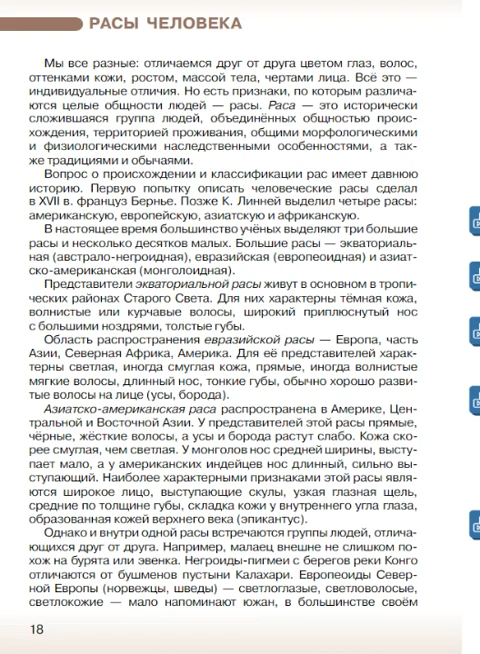 РАСЫ ЧЕЛОВЕКА
Мы все разные: отличаемся друг от друга цветом глаз, волос,
оттенками кожи, ростом, массой тела, чертами лица. Всё это —
индивидуальные отличия. Но есть признаки, по которым различа-
ются целые общности людей — расы. Раса — это исторически
сложившаяся группа людей, объединённых общностью проис-
хождения, территорией проживания, общими морфологическими
и физиологическими наследственными особенностями, а так-
же традициями и обычаями.
Вопрос о происхождении и классификации рас имеет давнюю
историю. Первую попытку описать человеческие расы сделал
в XVII в. француз Бернье. Позже К. Линней выделил четыре расы:
американскую, европейскую, азиатскую и африканскую.
В настоящее время большинство учёных выделяют три большие
расы и несколько десятков малых. Большие расы — экваториаль-
ная (австрало-негроидная), евразийская (европеоидная) и азиат-
ско-американская (монголоидная).
Представители экваториальной расы живут в основном в тропи-
ческих районах Старого Света. Для них характерны тёмная кожа,
волнистые или курчавые волосы, широкий приплюснутый нос
с большими ноздрями, толстые губы.
Область распространения евразийской расы — Европа, часть
Азии, Северная Африка, Америка. Для её представителей харак-
терны светлая, иногда смуглая кожа, прямые, иногда волнистые
мягкие волосы, длинный нос, тонкие губы, обычно хорошо разви-
тые волосы на лице (усы, борода).
Азиатско-американская раса распространена в Америке, Цен-
тральной и Восточной Азии. У представителей этой расы прямые,
чёрные, жёсткие волосы, а усы и борода растут слабо. Кожа ско-
рее смуглая, чем светлая. У монголов нос средней ширины, высту-
пает мало, а у американских индейцев нос длинный, сильно вы-
ступающий. Наиболее характерными признаками этой расы явля-
ются широкое лицо, выступающие скулы, узкая глазная щель,
средние по толщине губы, складка кожи у внутреннего угла глаза,
образованная кожей верхнего века (эпикантус).
Однако и внутри одной расы встречаются группы людей, отлича-
ющихся друг от друга. Например, малаец внешне не слишком по-
хож на бурята или эвенка. Негроиды-пигмеи с берегов реки Конго
отличаются от бушменов пустыни Калахари. Европеоиды Север-
ной Европы (норвежцы, шведы) — светлоглазые, светловолосые,
светлокожие — мало напоминают южан, в большинстве своём
18